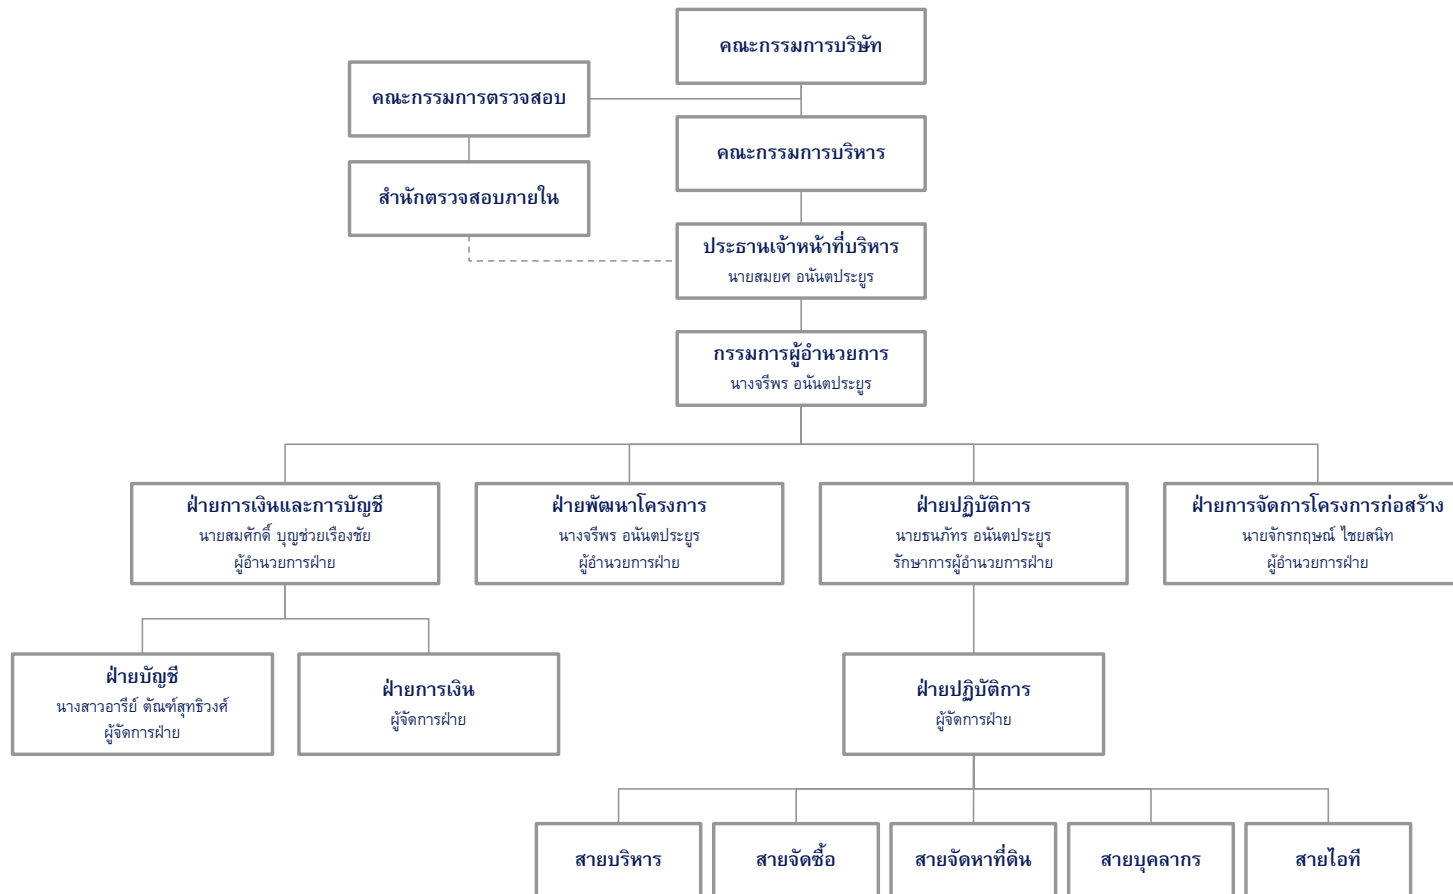 คณะกรรมการบริษัท
คณะกรรมการตรวจสอบ
คณะกรรมการบริหาร
สำนักตรวจสอบภายใน
ประธานเจ้าหน้าที่บริหาร
นายสมยศ อนันตประยูร
กรรมการผู้อำนวยการ
นางจรีพร อนันตประยูร
ฝ่ายการเงินและการบัญชี
นายสมศักดิ์ บุญช่วยเรืองชัย
ผู้อำนวยการฝ่าย
ฝ่ายพัฒนาโครงการ
นางจรีพร อนันตประยูร
ผู้อำนวยการฝ่าย
ฝ่ายปฏิบัติการ
นายธนภัทร อนันตประยูร
รักษาการผู้อำนวยการฝ่าย
ฝ่ายการจัดการโครงการก่อสร้าง
นายจักรกฤษณ์ ไชยสนิท
ผู้อำนวยการฝ่าย
ฝ่ายบัญชี
นางสาวอารีย์ ตัณฑ์สุทธิวงศ์
ผู้จัดการฝ่าย
ฝ่ายการเงิน
ผู้จัดการฝ่าย
ฝ่ายปฏิบัติการ
ผู้จัดการฝ่าย
สายบริหาร
สายจัดซื้อ
สายจัดหาที่ดิน
สายบุคลากร
สายไอที